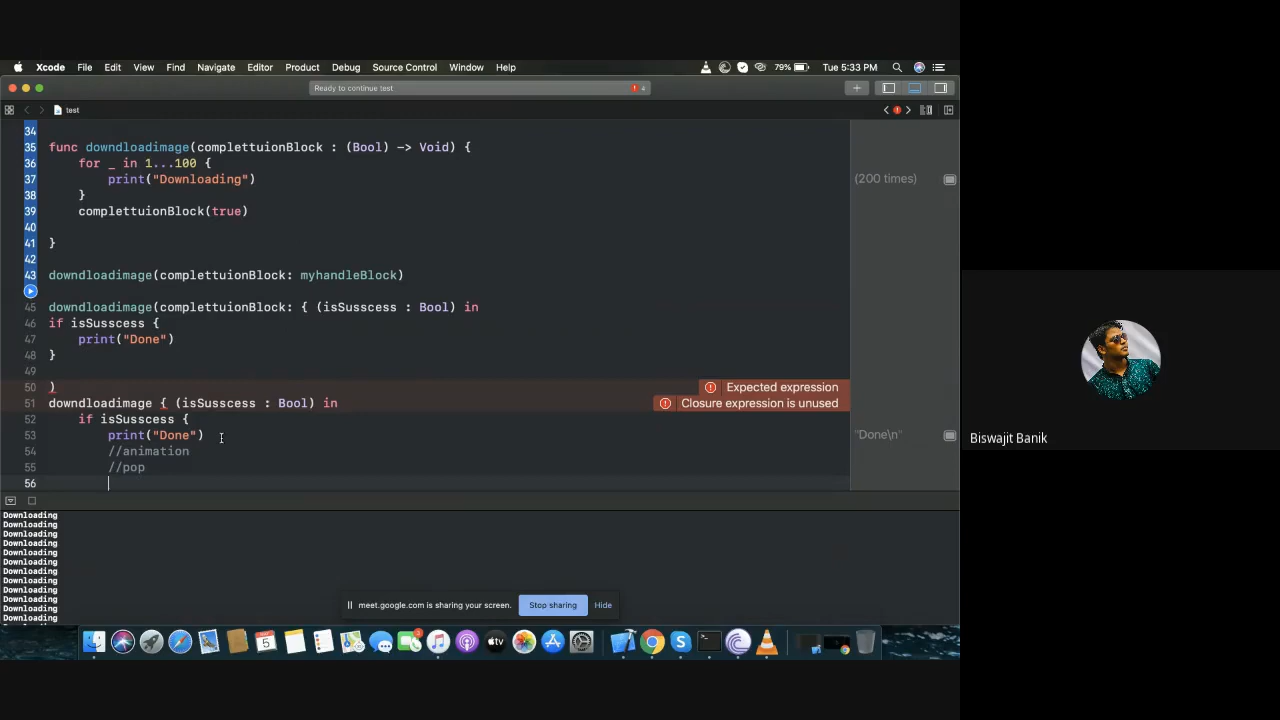 Xcode File Edit View Find Navigate Editor Product Debug Source Control Window Help 79% Tue 5:33 PM
Ready to continue test 4
test
34
35 func downdloadimage(complettuionBlock : (Bool) -> Void) {
36 for _ in 1...100 {
37 print("Downloading") (200 times)
38 }
39 complettuionBlock(true)
40
41 }
42
43 downdloadimage(complettuionBlock: myhandleBlock)
45 downdloadimage(complettuionBlock: { (isSusscess : Bool) in
46 if isSusscess {
47 print("Done")
48 }
49
50 ) Expected expression
51 downdloadimage { (isSusscess : Bool) in Closure expression is unused
52 if isSusscess {
53 print("Done") "Done\n"
54 //animation
55 //pop
56
Downloading
Downloading
Downloading
Downloading
Downloading
Downloading
Downloading
Downloading
Downloading
Downloading
Downloading
Downloading
meet.google.com is sharing your screen. Stop sharing Hide
Biswajit Banik